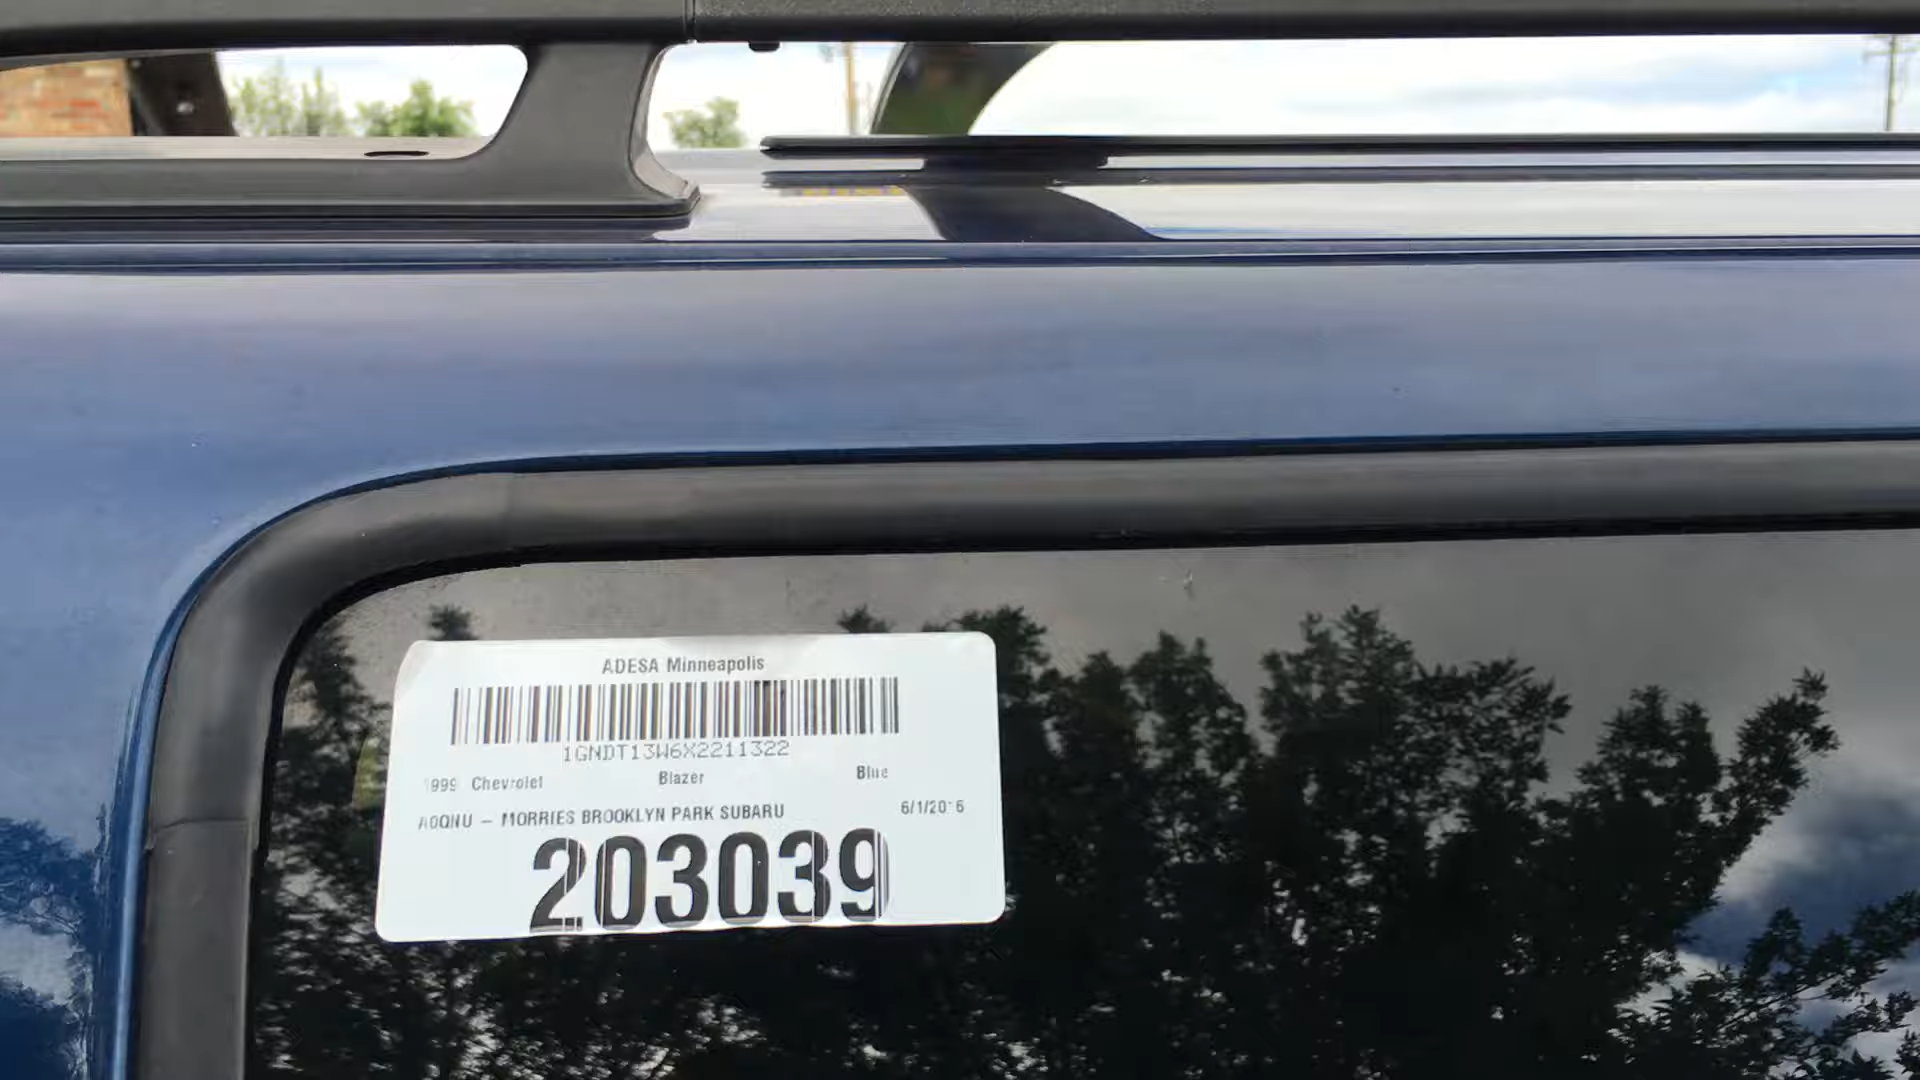 ADESA Minneapolis
1GNDT13W6X2211322
1999 Chevrolet Blazer Blue
A0QNU – MORRIES BROOKLYN PARK SUBARU 6/1/2016
203039